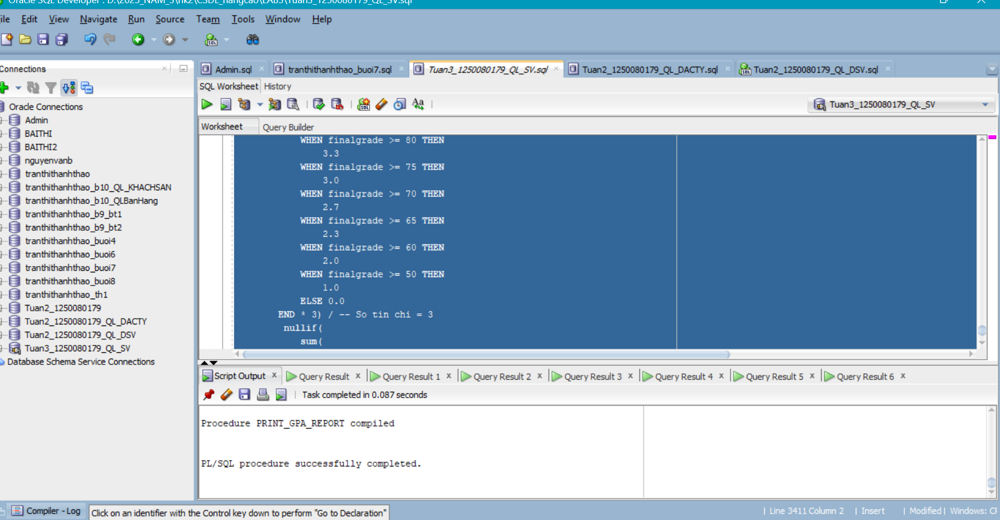 Oracle SQL Developer : D:\2025_NAM_3\hk2\CSDL_nangcao\LAB3\Tuan3_1250080179_QL_SV.sql
ile Edit View Navigate Run Source Team Tools Window Help
Connections
Admin.sql
tranthithanhthao_buoi7.sql
Tuan3_1250080179_QL_SV.sql
Tuan2_1250080179_QL_DACTY.sql
Tuan2_1250080179_QL_DSV.sql
SQL Worksheet History
Tuan3_1250080179_QL_SV
Worksheet Query Builder
Oracle Connections
Admin
BAITHI
BAITHI2
nguyenvanb
tranthithanhthao
tranthithanhthao_b10_QL_KHACHSAN
tranthithanhthao_b10_QLBanHang
tranthithanhthao_b9_bt1
tranthithanhthao_b9_bt2
tranthithanhthao_buoi4
tranthithanhthao_buoi6
tranthithanhthao_buoi7
tranthithanhthao_buoi8
tranthithanhthao_th1
Tuan2_1250080179
Tuan2_1250080179_QL_DACTY
Tuan2_1250080179_QL_DSV
Tuan3_1250080179_QL_SV
Database Schema Service Connections
WHEN finalgrade >= 80 THEN
3.3
WHEN finalgrade >= 75 THEN
3.0
WHEN finalgrade >= 70 THEN
2.7
WHEN finalgrade >= 65 THEN
2.3
WHEN finalgrade >= 60 THEN
2.0
WHEN finalgrade >= 50 THEN
1.0
ELSE 0.0
END * 3) / -- So tin chi = 3
nullif(
sum(
Script Output Query Result Query Result 1 Query Result 2 Query Result 3 Query Result 4 Query Result 5 Query Result 6
Task completed in 0.087 seconds
Procedure PRINT_GPA_REPORT compiled
PL/SQL procedure successfully completed.
Compiler - Log
Click on an identifier with the Control key down to perform "Go to Declaration"
Line 3411 Column 2 | Insert | Modified | Windows: CF